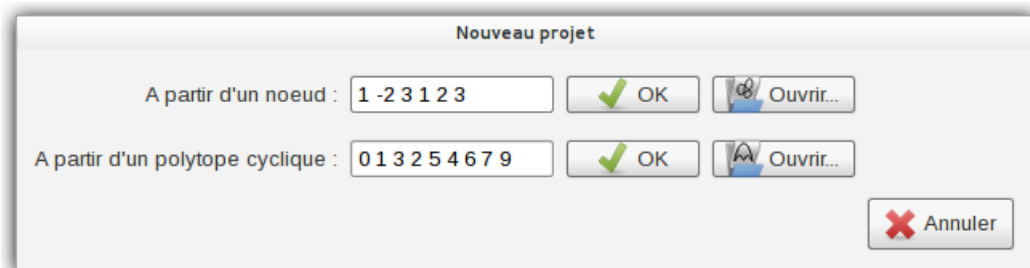 Nouveau projet
A partir d'un noeud : 1 -2 3 1 2 3 OK Ouvrir...
A partir d'un polytope cyclique : 0 1 3 2 5 4 6 7 9 OK Ouvrir...
Annuler